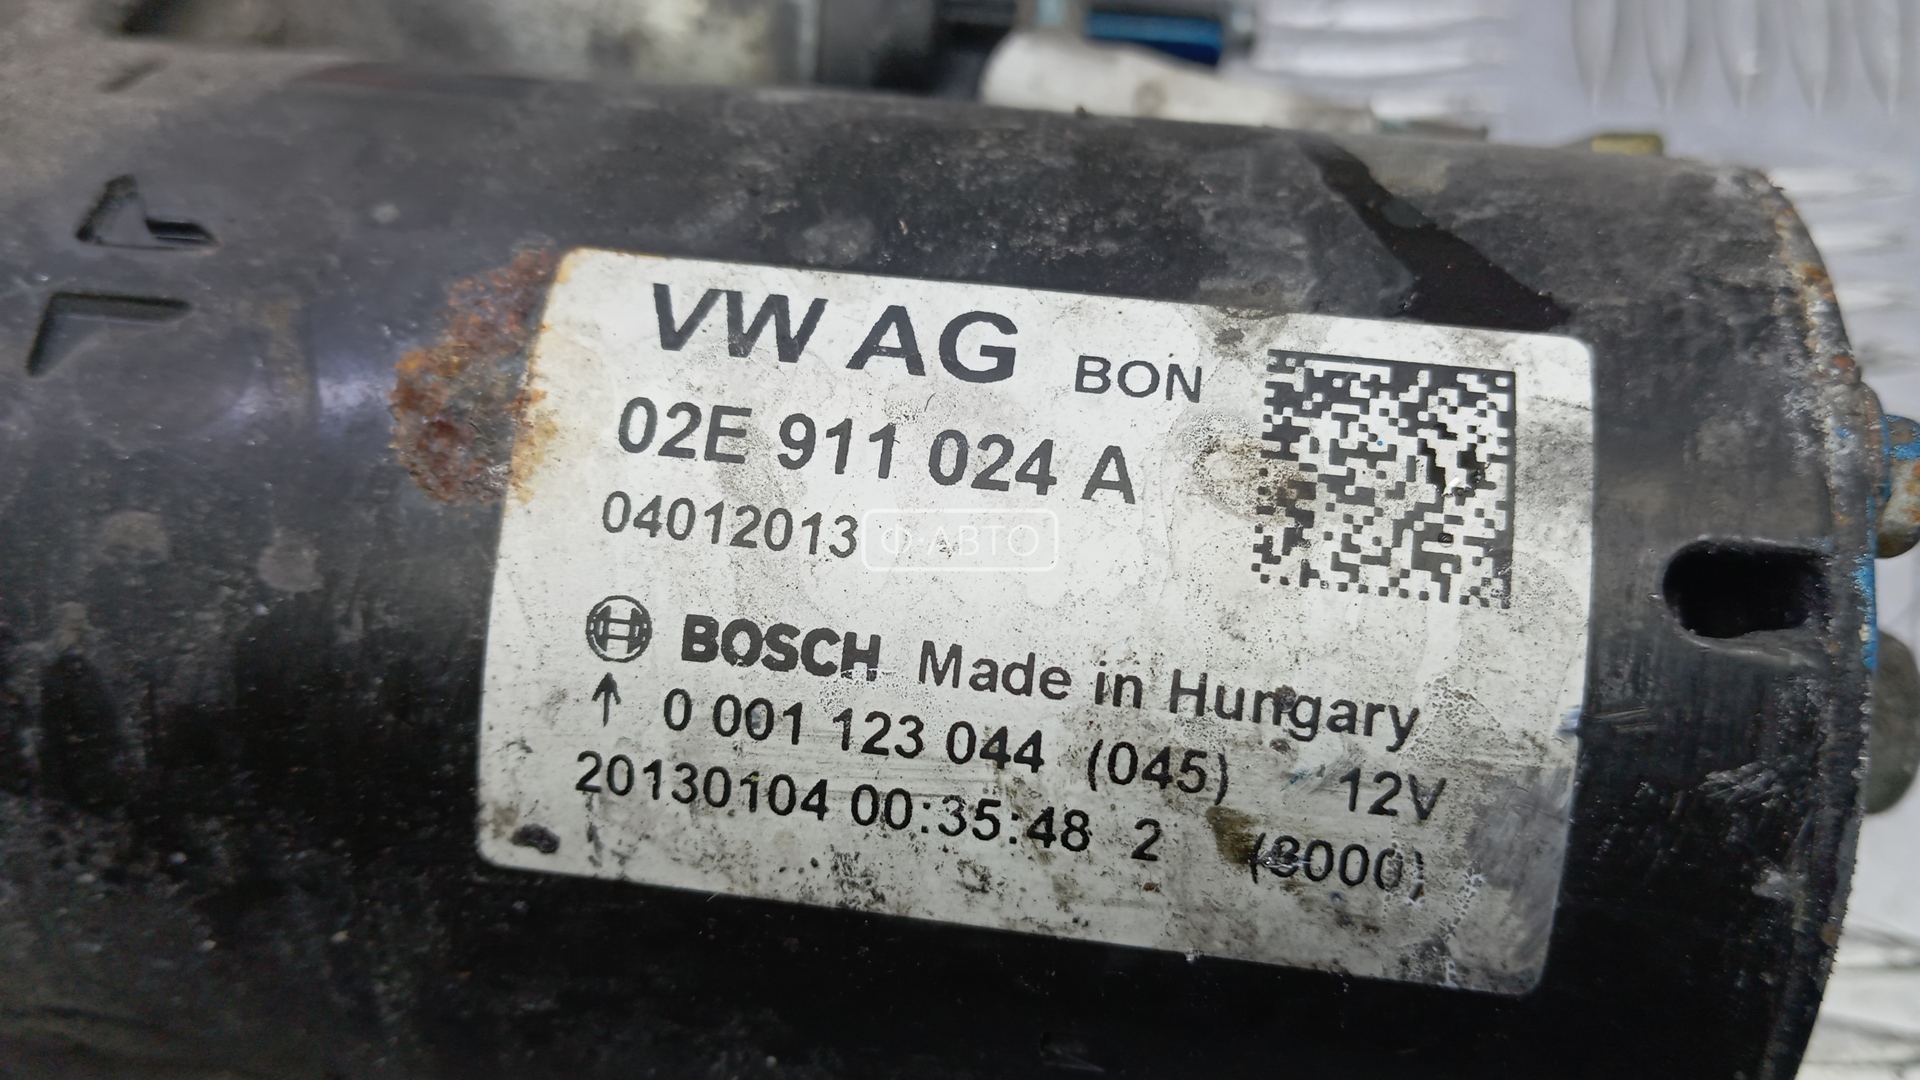 VW AG BON
02E 911 024 A
04012013
Ф·АВТО
BOSCH Made in Hungary
↑ 0 001 123 044 (045) 12V
20130104 00:35:48 2 (8000)